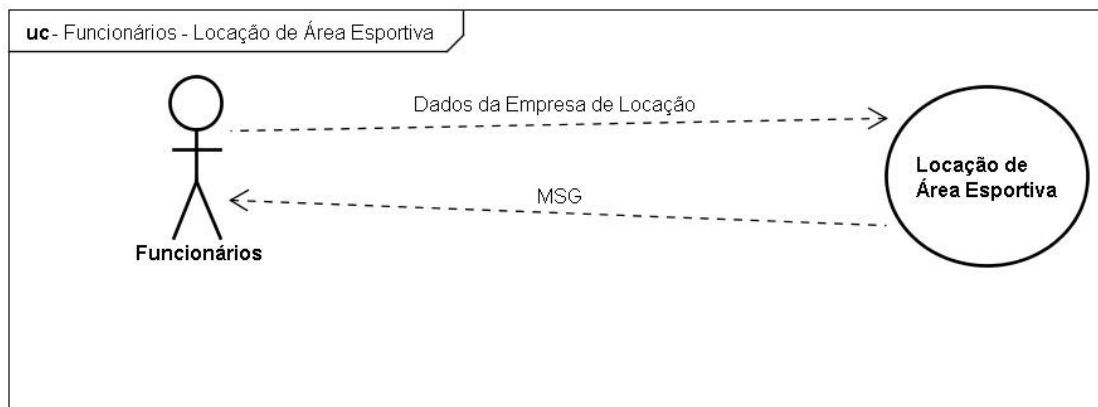 uc - Funcionários - Locação de Área Esportiva
Dados da Empresa de Locação
Locação de
Área Esportiva
MSG
Funcionários